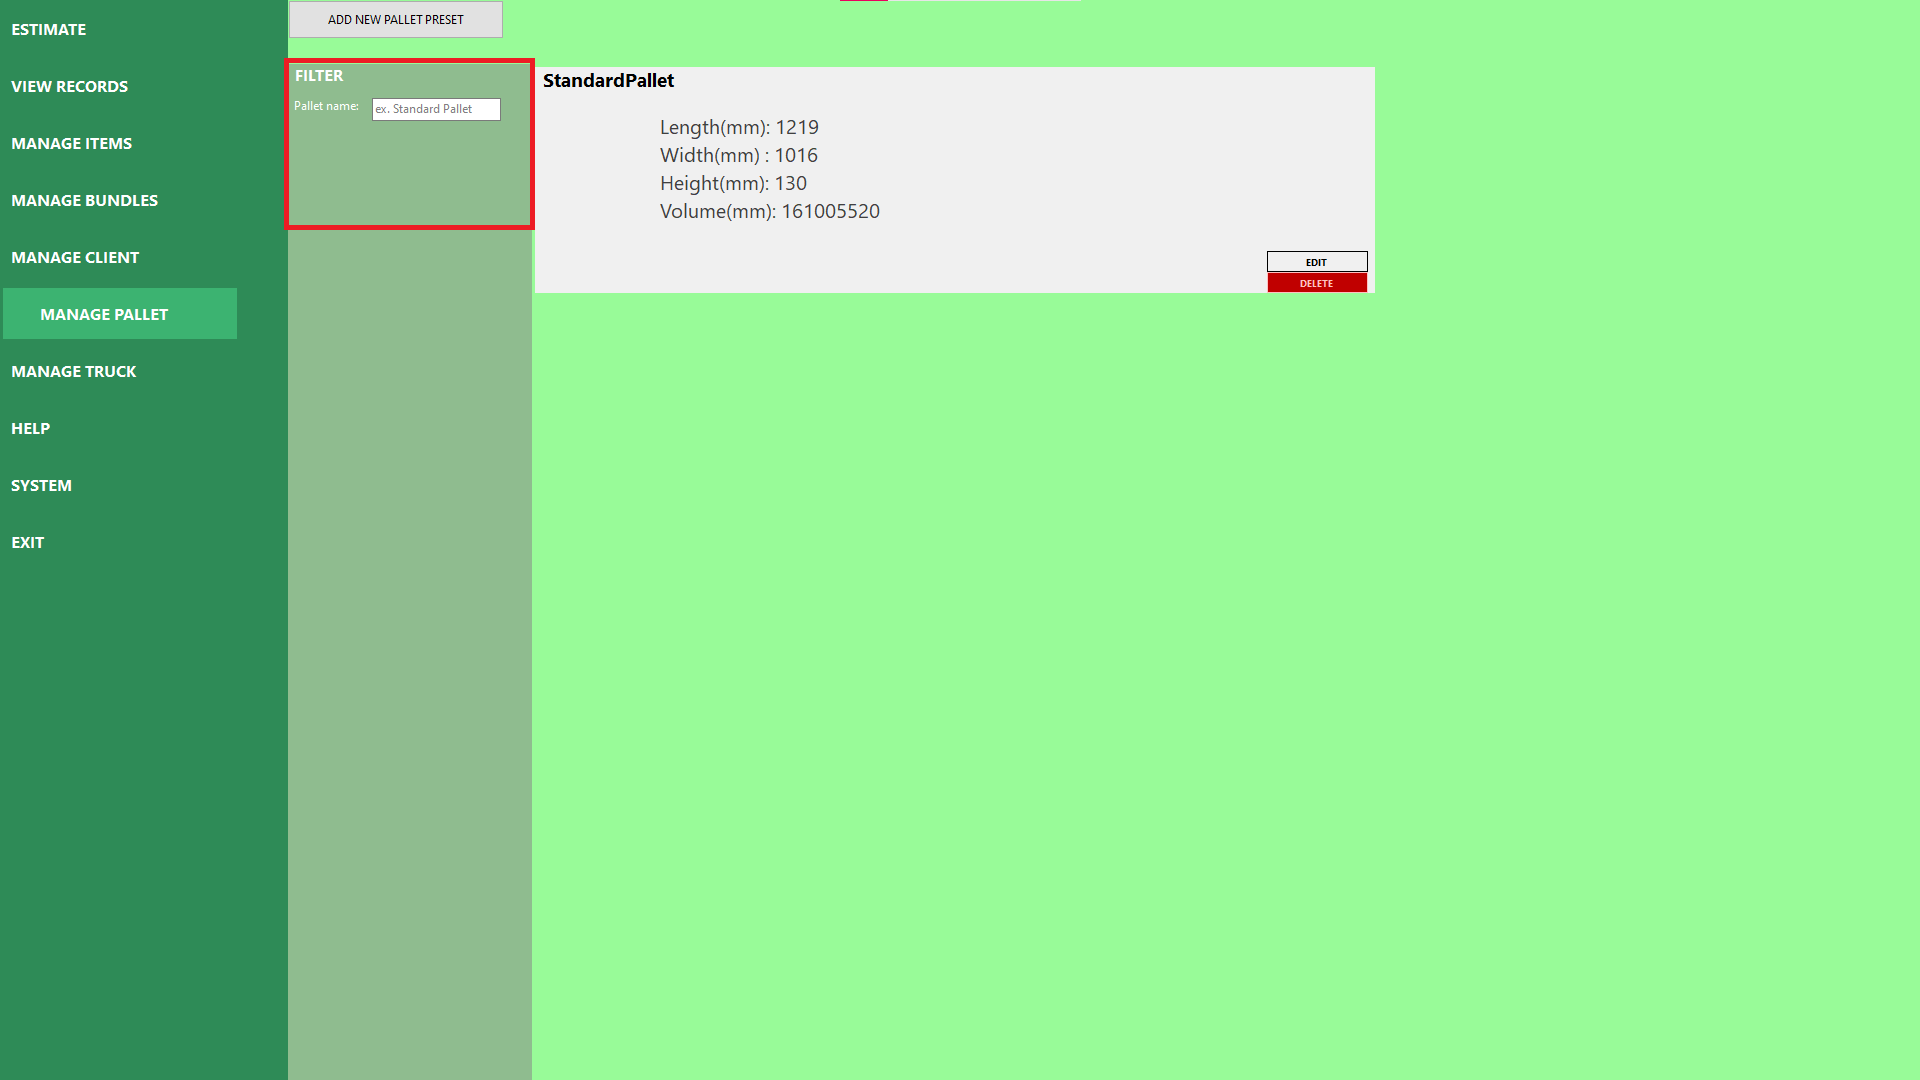 ESTIMATE
VIEW RECORDS
MANAGE ITEMS
MANAGE BUNDLES
MANAGE CLIENT
MANAGE PALLET
MANAGE TRUCK
HELP
SYSTEM
EXIT
ADD NEW PALLET PRESET
FILTER
Pallet name: ex. Standard Pallet
StandardPallet
Length(mm): 1219
Width(mm) : 1016
Height(mm): 130
Volume(mm): 161005520
EDIT
DELETE